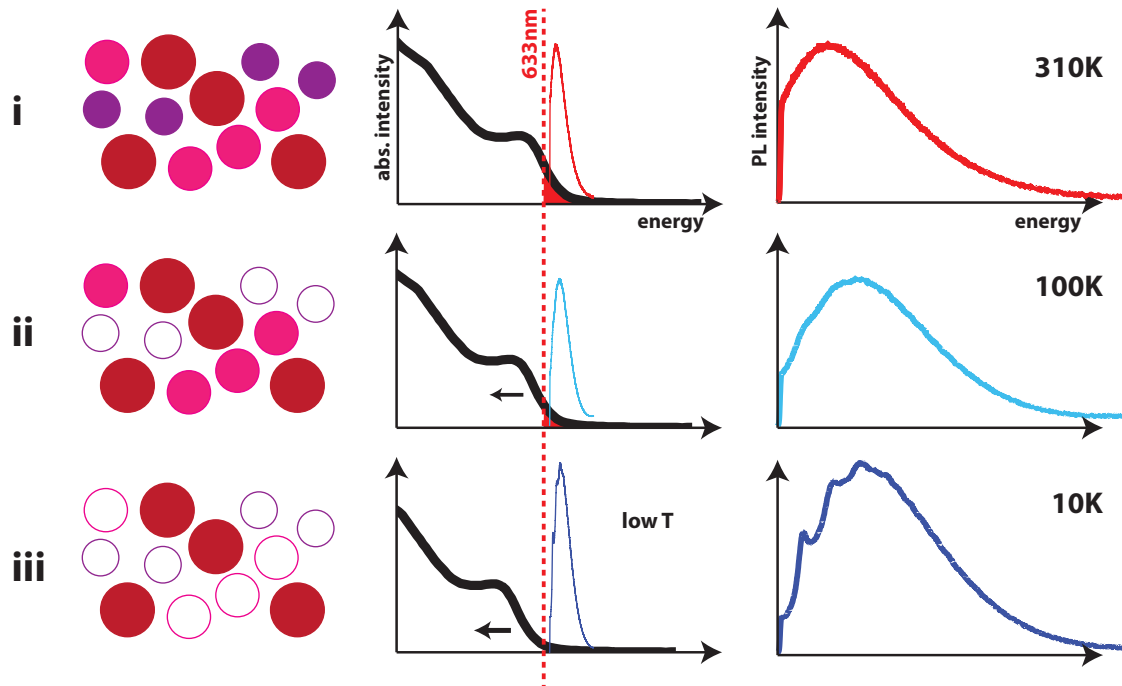 i
abs. intensity
633nm
energy
PL intensity
310K
energy
ii
100K
iii
low T
10K